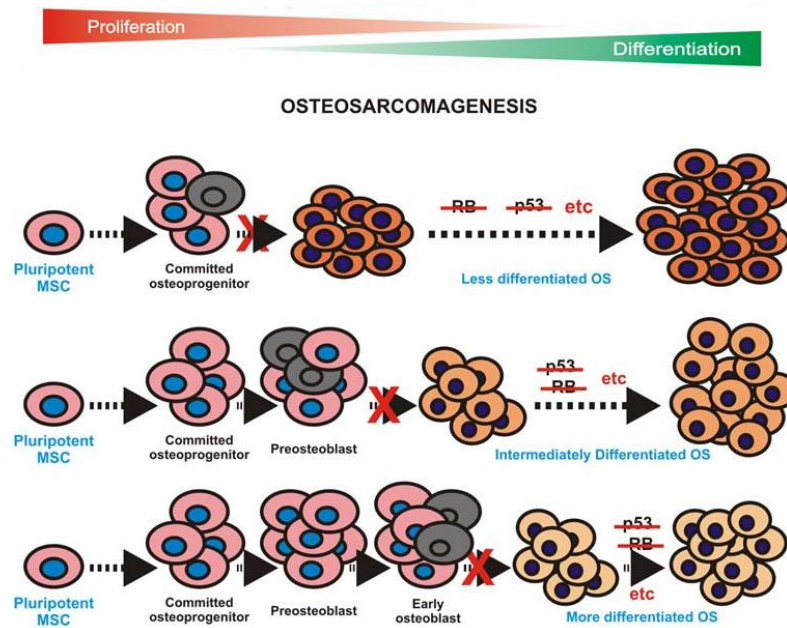 Proliferation
Differentiation
OSTEOSARCOMAGENESIS
RB p53 etc
Pluripotent
MSC
Committed
osteoprogenitor
X
Less differentiated OS
p53
RB
etc
Pluripotent
MSC
Committed
osteoprogenitor
Preosteoblast
X
Intermediately Differentiated OS
p53
RB
etc
Pluripotent
MSC
Committed
osteoprogenitor
Preosteoblast
Early
osteoblast
X
More differentiated OS